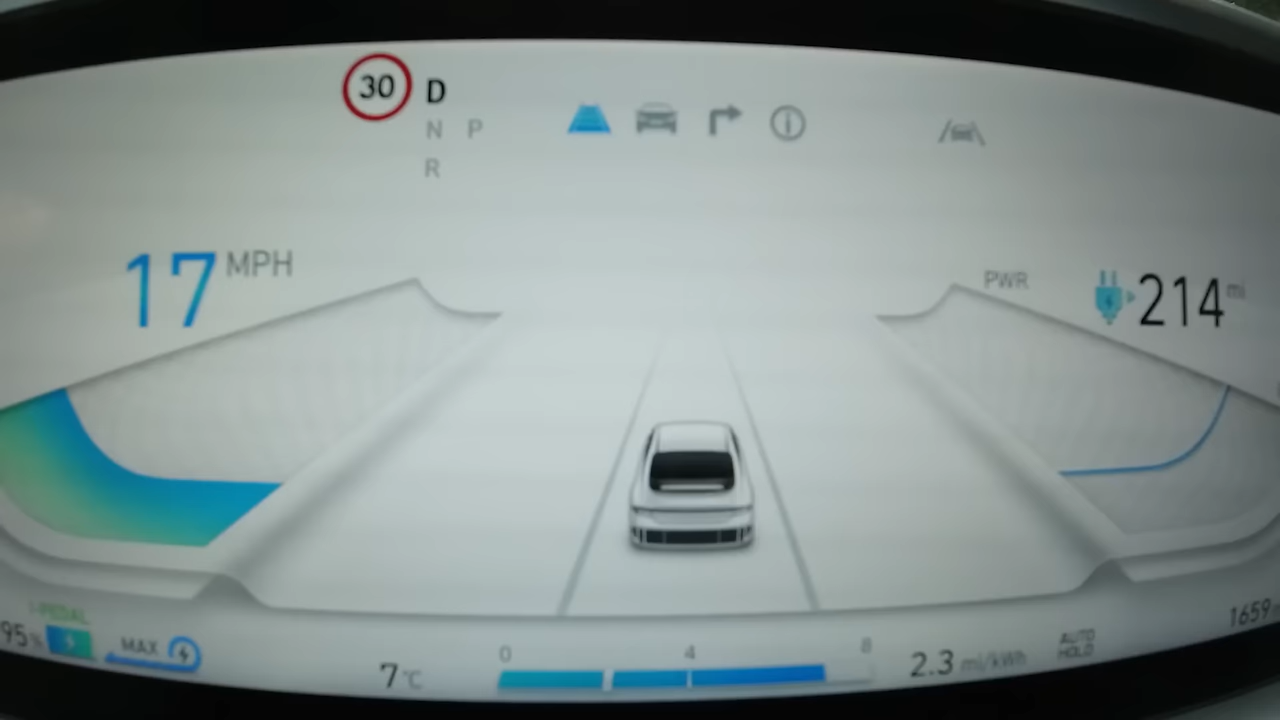 30 D
N P
R
17 MPH
PWR
214 mi
I-PEDAL
95%
MAX
7°C
0 4 8
2.3 mi/kWh
AUTO
HOLD
1659